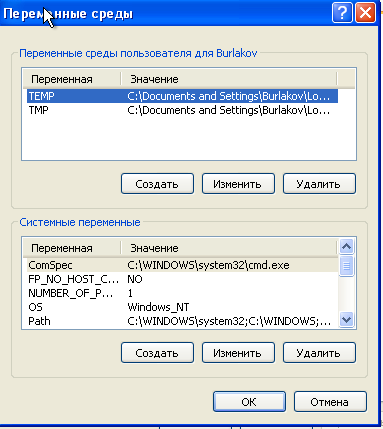 Переменные среды
Переменные среды пользователя для Burlakov
Переменная Значение
TEMP C:\Documents and Settings\Burlakov\Lo...
TMP C:\Documents and Settings\Burlakov\Lo...
Создать Изменить Удалить
Системные переменные
Переменная Значение
ComSpec C:\WINDOWS\system32\cmd.exe
FP_NO_HOST_C... NO
NUMBER_OF_P... 1
OS Windows_NT
Path C:\WINDOWS\system32;C:\WINDOWS;...
Создать Изменить Удалить
OK Отмена